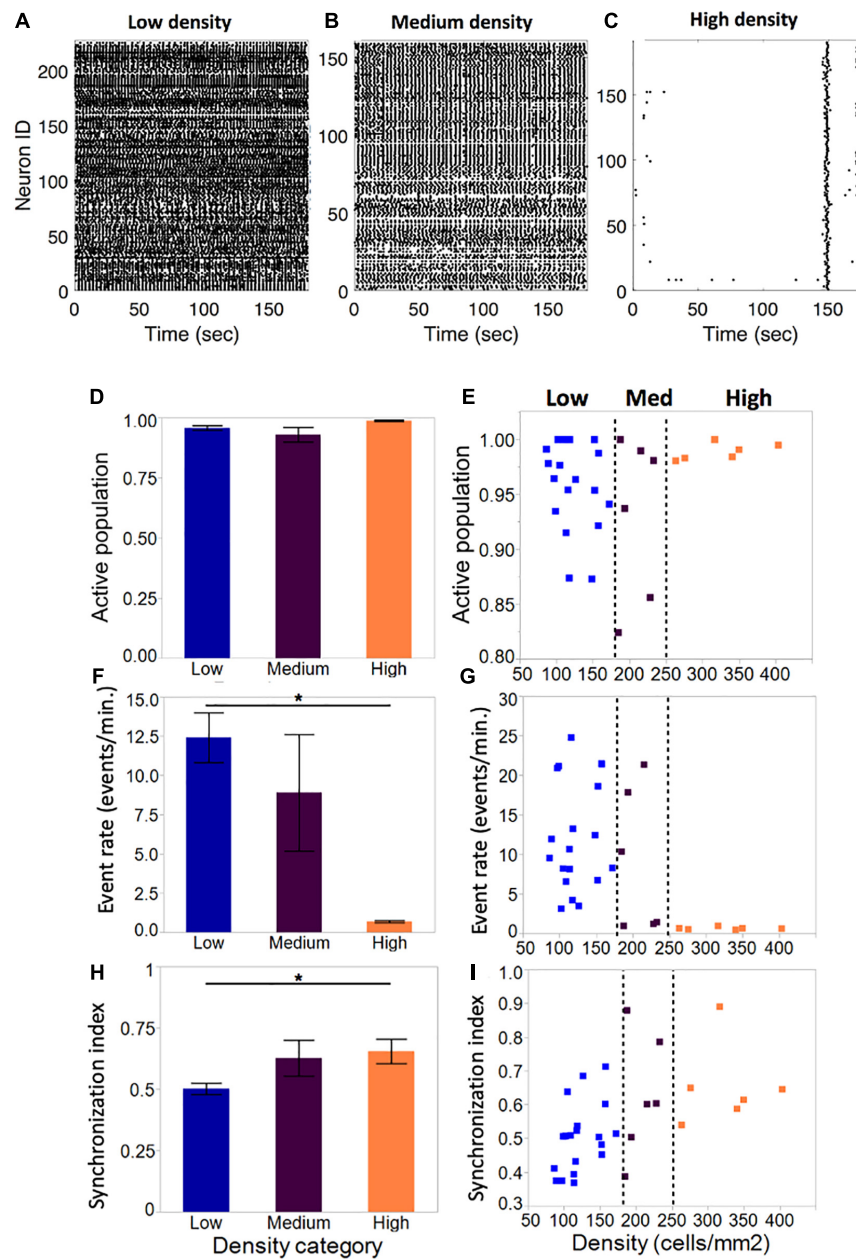 A Low density
B Medium density
C High density
Neuron ID
200
150
100
50
0
150
100
50
0
150
100
50
0
0 50 100 150
0 50 100 150
0 50 100 150
Time (sec)
Time (sec)
Time (sec)
D
Active population
1.00
0.75
0.50
0.25
0.00
Low Medium High
E Low Med High
Active population
1.00
0.95
0.90
0.85
0.80
50 100 150 200 250 300 350 400
F
Event rate (events/min.)
15.0
12.5
10.0
7.5
5.0
2.5
0.0
*
Low Medium High
G
Event rate (events/min.)
30
25
20
15
10
5
0
50 100 150 200 250 300 350 400
H
Synchronization index
1
0.75
0.5
0.25
0
*
Low Medium High
Density category
I
Synchronization index
1.0
0.9
0.8
0.7
0.6
0.5
0.4
0.3
50 100 150 200 250 300 350 400
Density (cells/mm2)